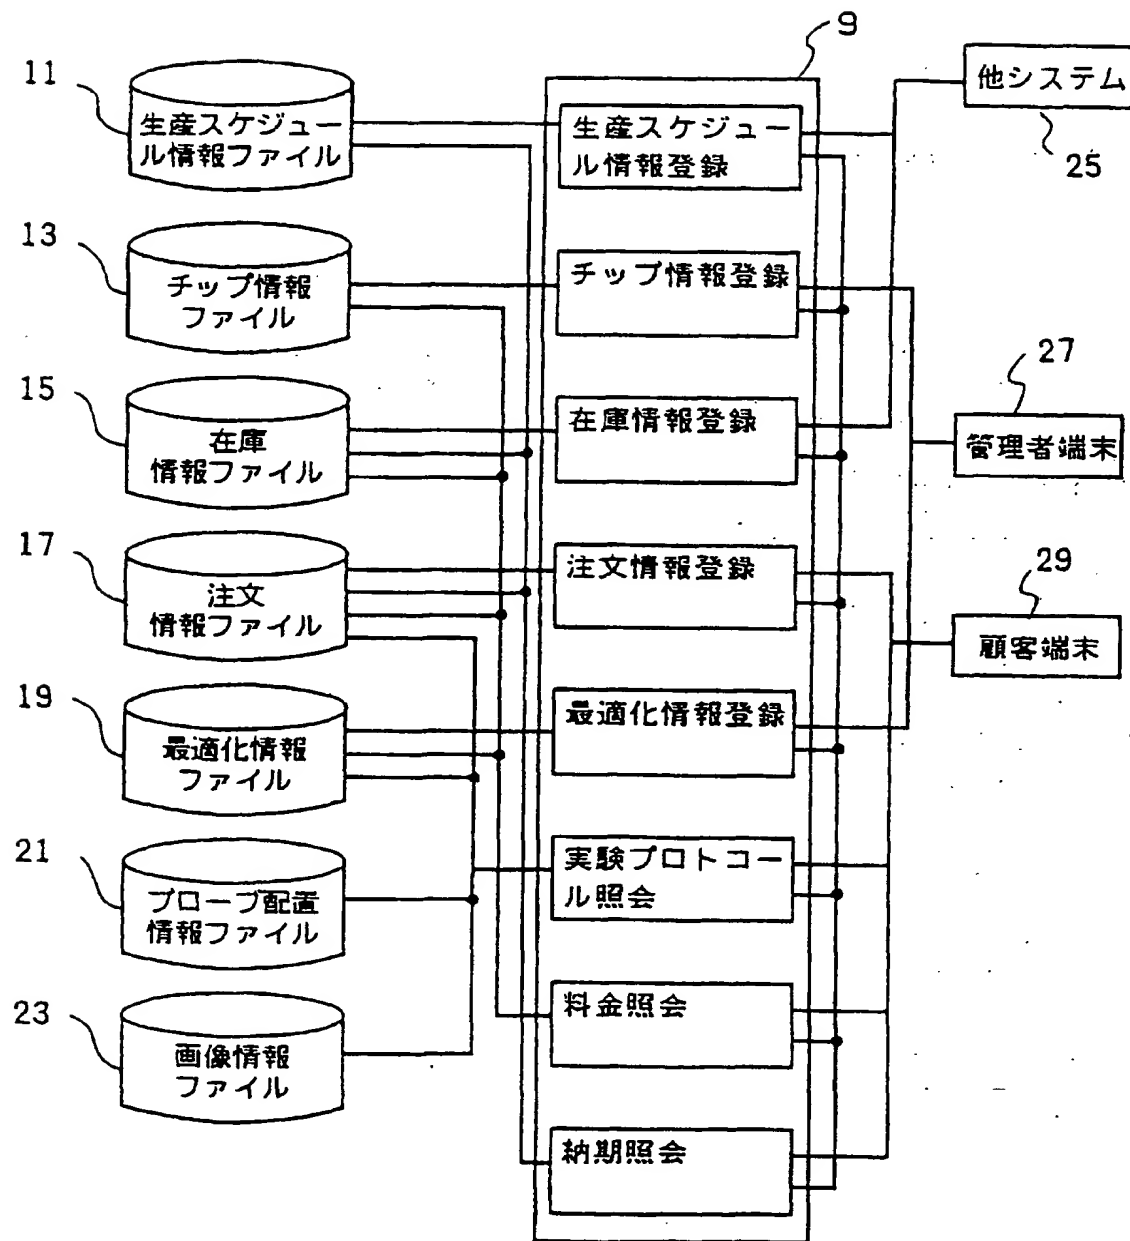 9
11
生産スケジュー
ル情報ファイル
生産スケジュー
ル情報登録
他システム
25
13
チップ情報
ファイル
チップ情報登録
15
在庫
情報ファイル
在庫情報登録
27
管理者端末
17
注文
情報ファイル
注文情報登録
29
顧客端末
19
最適化情報
ファイル
最適化情報登録
21
プローブ配置
情報ファイル
実験プロトコー
ル照会
23
画像情報
ファイル
料金照会
納期照会